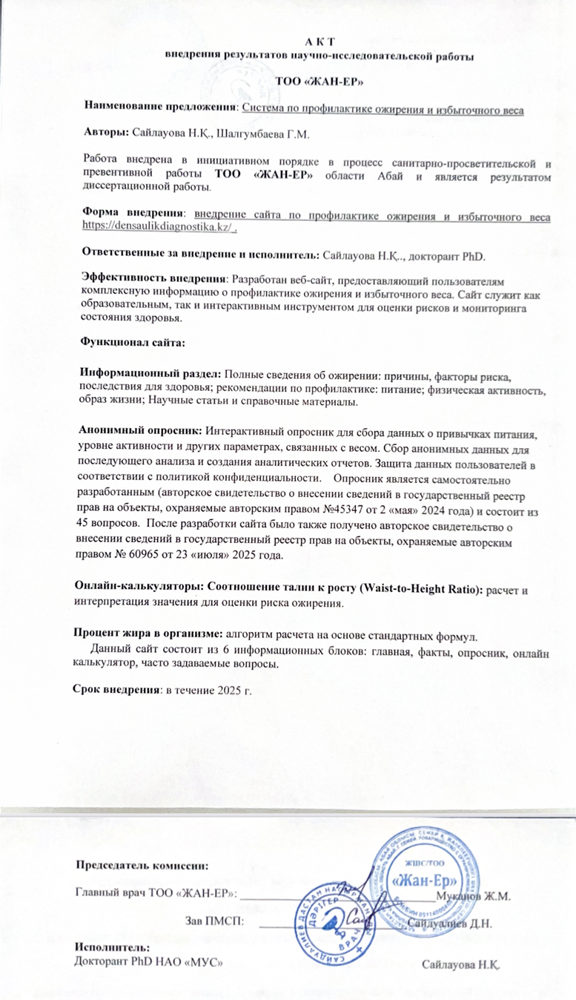 А К Т
внедрения результатов научно-исследовательской работы
ТОО «ЖАН-ЕР»
Наименование предложения: Система по профилактике ожирения и избыточного веса
Авторы: Сайлауова Н.Қ., Шалгумбаева Г.М.
Работа внедрена в инициативном порядке в процесс санитарно-просветительской и
превентивной работы ТОО «ЖАН-ЕР» области Абай и является результатом
диссертационной работы.
Форма внедрения: внедрение сайта по профилактике ожирения и избыточного веса
https://densaulikdiagnostika.kz/ .
Ответственные за внедрение и исполнитель: Сайлауова Н.Қ.., докторант PhD.
Эффективность внедрения: Разработан веб-сайт, предоставляющий пользователям
комплексную информацию о профилактике ожирения и избыточного веса. Сайт служит как
образовательным, так и интерактивным инструментом для оценки рисков и мониторинга
состояния здоровья.
Функционал сайта:
Информационный раздел: Полные сведения об ожирении: причины, факторы риска,
последствия для здоровья; рекомендации по профилактике: питание; физическая активность,
образ жизни; Научные статьи и справочные материалы.
Анонимный опросник: Интерактивный опросник для сбора данных о привычках питания,
уровне активности и других параметрах, связанных с весом. Сбор анонимных данных для
последующего анализа и создания аналитических отчетов. Защита данных пользователей в
соответствии с политикой конфиденциальности. Опросник является самостоятельно
разработанным (авторское свидетельство о внесении сведений в государственный реестр
прав на объекты, охраняемые авторским правом №45347 от 2 «мая» 2024 года) и состоит из
45 вопросов. После разработки сайта было также получено авторское свидетельство о
внесении сведений в государственный реестр прав на объекты, охраняемые авторским
правом № 60965 от 23 «июля» 2025 года.
Онлайн-калькуляторы: Соотношение талии к росту (Waist-to-Height Ratio): расчет и
интерпретация значения для оценки риска ожирения.
Процент жира в организме: алгоритм расчета на основе стандартных формул.
Данный сайт состоит из 6 информационных блоков: главная, факты, опросник, онлайн
калькулятор, часто задаваемые вопросы.
Срок внедрения: в течение 2025 г.
Председатель комиссии:
ЖШС/ТОО
«Жан-Ер»
Главный врач ТОО «ЖАН-ЕР»: Муканов Ж.М.
ДӘРІГЕР
ВРАЧ
Зав ПМСП: Сайдуалиев Д.Н.
Исполнитель:
Докторант PhD НАО «МУС» Сайлауова Н.Қ.